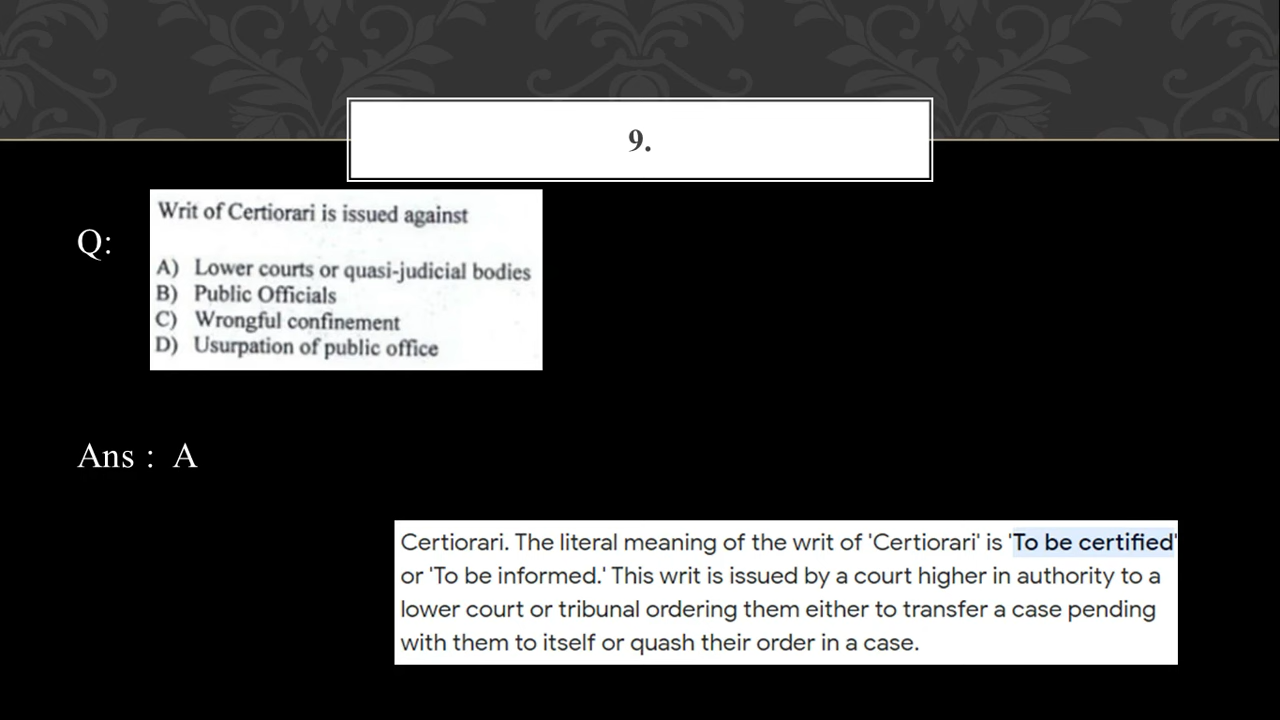 9.
Q:
Writ of Certiorari is issued against
A) Lower courts or quasi-judicial bodies
B) Public Officials
C) Wrongful confinement
D) Usurpation of public office
Ans : A
Certiorari. The literal meaning of the writ of 'Certiorari' is 'To be certified'
or 'To be informed.' This writ is issued by a court higher in authority to a
lower court or tribunal ordering them either to transfer a case pending
with them to itself or quash their order in a case.